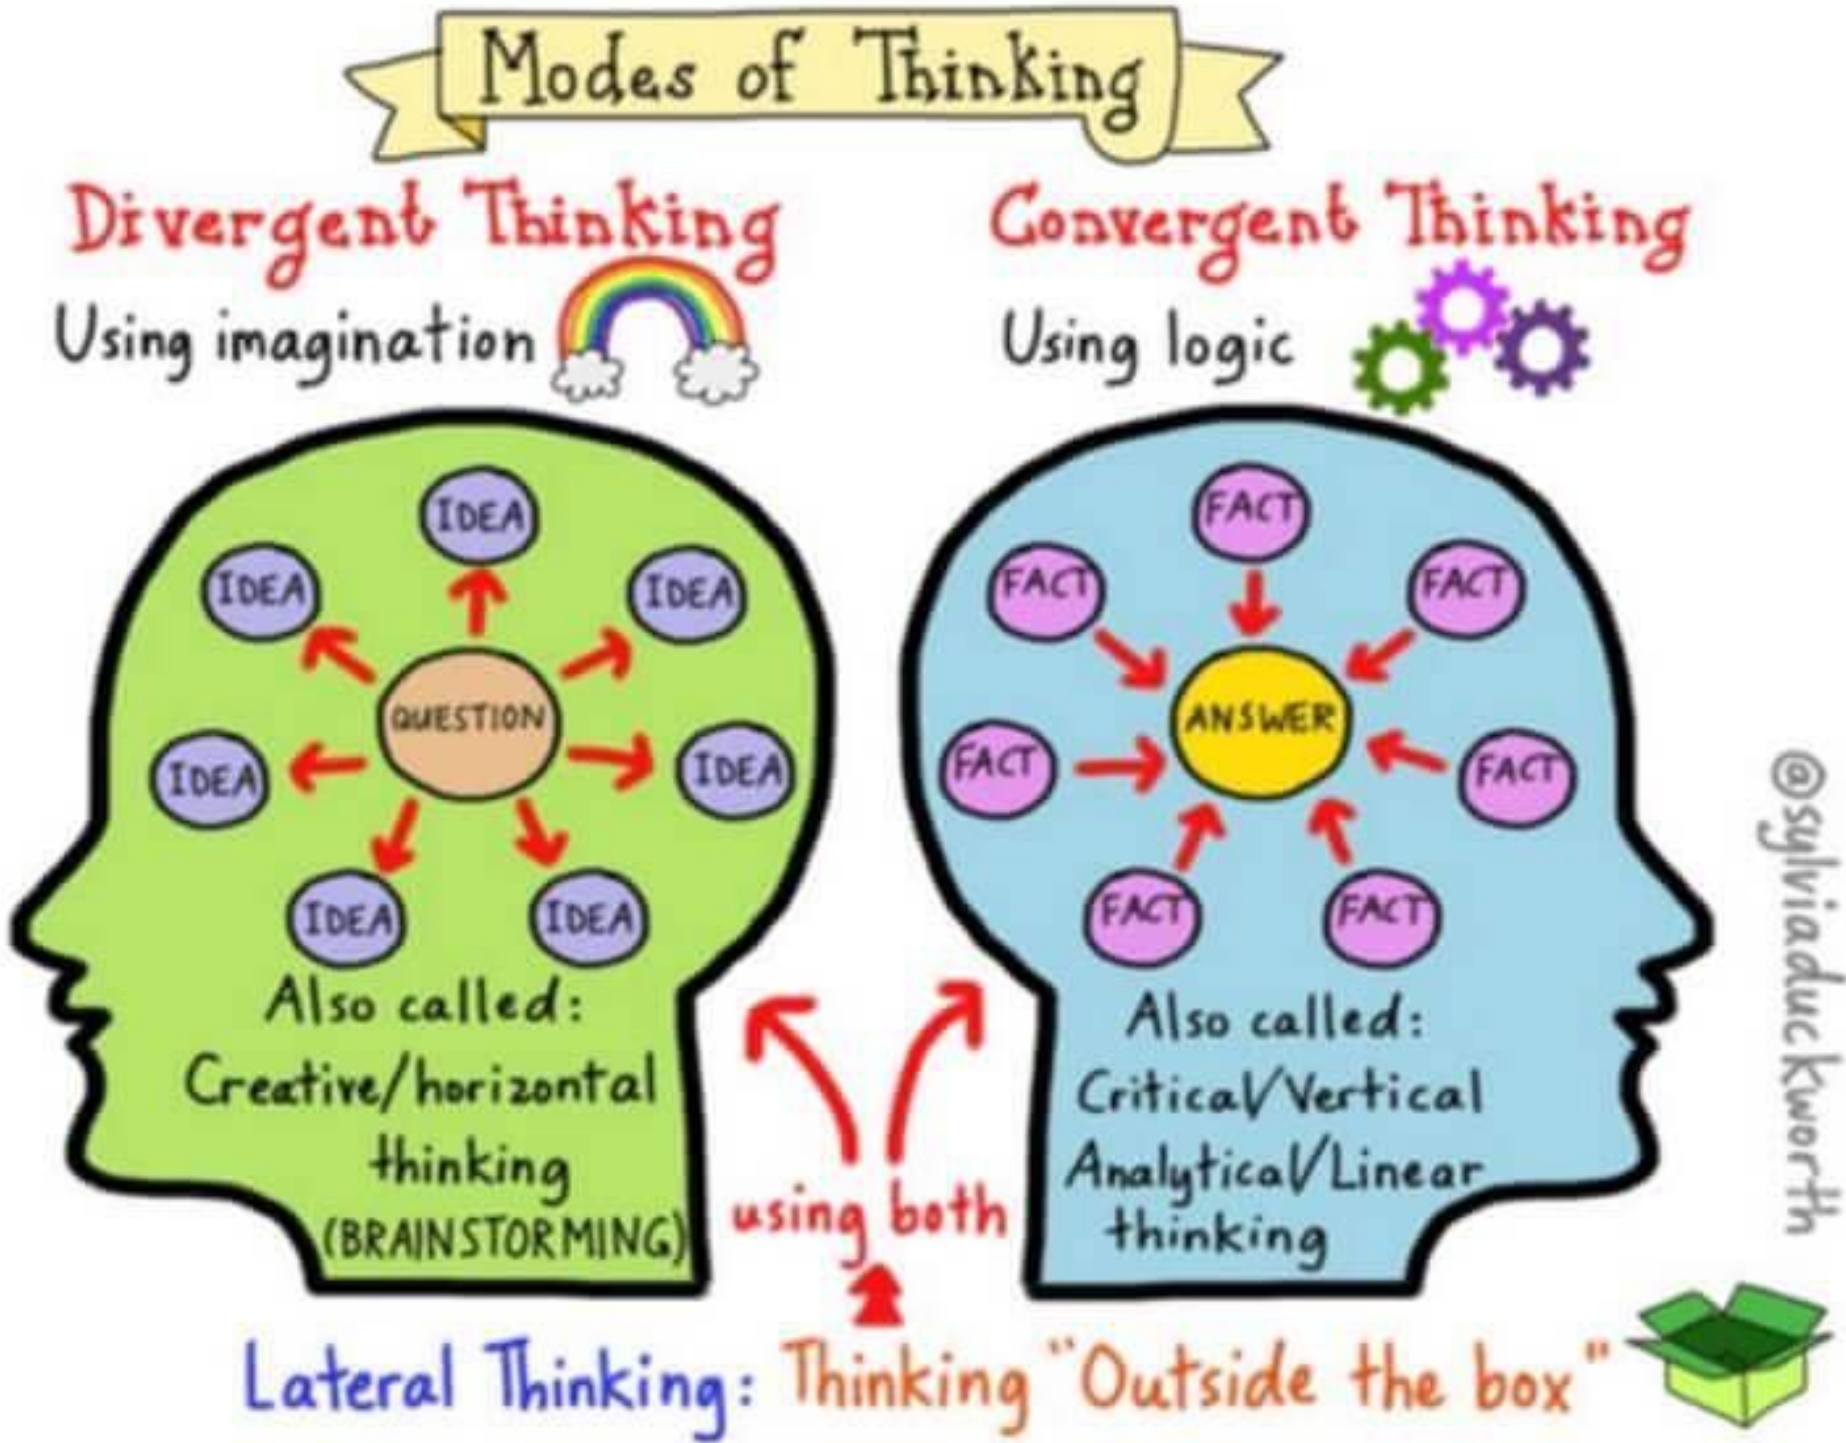 Modes of Thinking
Divergent Thinking
Using imagination
IDEA
IDEA
IDEA
QUESTION
IDEA
IDEA
IDEA
IDEA
Also called:
Creative/horizontal
thinking
(BRAINSTORMING)
Convergent Thinking
Using logic
FACT
FACT
FACT
ANSWER
FACT
FACT
FACT
FACT
Also called:
Critical/Vertical
Analytical/Linear
thinking
using both
Lateral Thinking: Thinking "Outside the box"
@sylviaduckworth